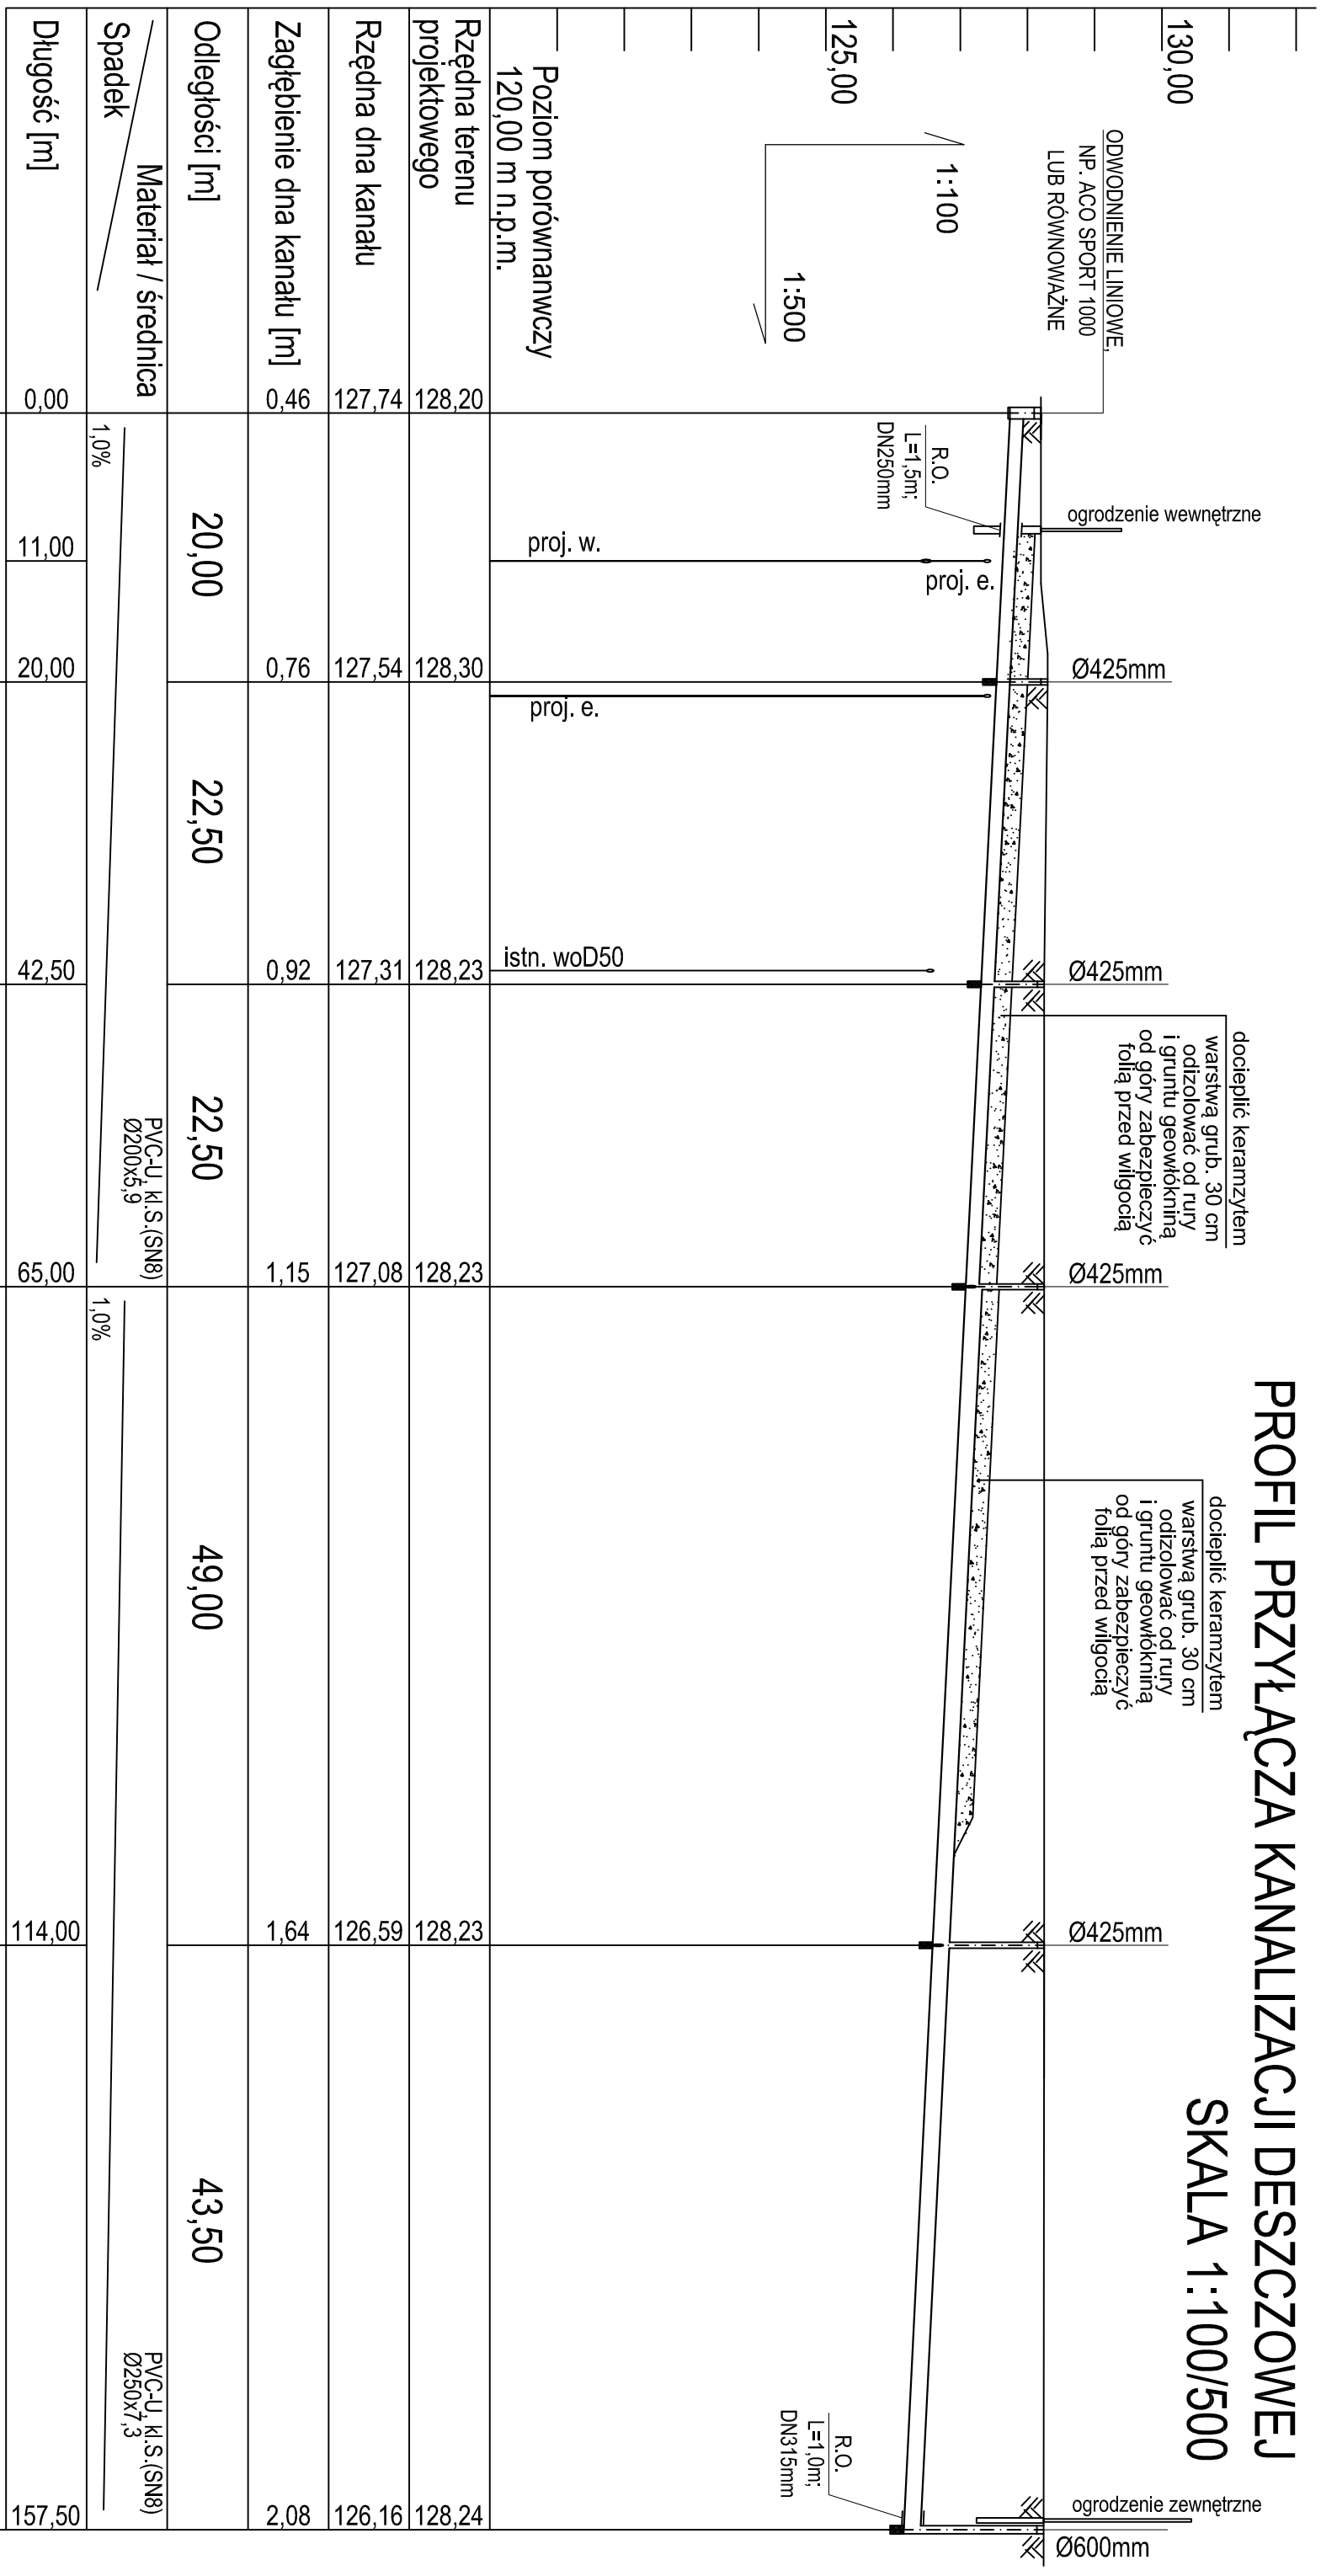 PROFIL PRZYŁĄCZA KANALIZACJI DESZCZOWEJ
SKALA 1:100/500
130,00
125,00
ODWODNIENIE LINIOWE,
NP. ACO SPORT 1000
LUB RÓWNOWAŻNE
1:100
1:500
ogrodzenie wewnętrzne
Ø425mm
Ø425mm
Ø425mm
Ø425mm
ogrodzenie zewnętrzne
Ø600mm
docieplić keramzytem
warstwą grub. 30 cm
odizolować od rury
i gruntu geowłókniną
od góry zabezpieczyć
folią przed wilgocią
docieplić keramzytem
warstwą grub. 30 cm
odizolować od rury
i gruntu geowłókniną
od góry zabezpieczyć
folią przed wilgocią
R.O.
L=1,5m;
DN250mm
R.O.
L=1,0m;
DN315mm
proj. e.
proj. w.
proj. e.
istn. woD50
Poziom porównanwczy
120,00 m n.p.m.
Rzędna terenu
projektowego
128,20 128,30 128,23 128,23 128,23 128,24
Rzędna dna kanału
127,74 127,54 127,31 127,08 126,59 126,16
Zagłębienie dna kanału [m]
0,46 0,76 0,92 1,15 1,64 2,08
Odległości [m]
20,00 22,50 22,50 49,00 43,50
Materiał / średnica
Spadek
PVC-U, kl.S.(SN8)
Ø200x5,9
1,0%
PVC-U, kl.S.(SN8)
Ø250x7,3
1,0%
Długość [m]
0,00 11,00 20,00 42,50 65,00 114,00 157,50